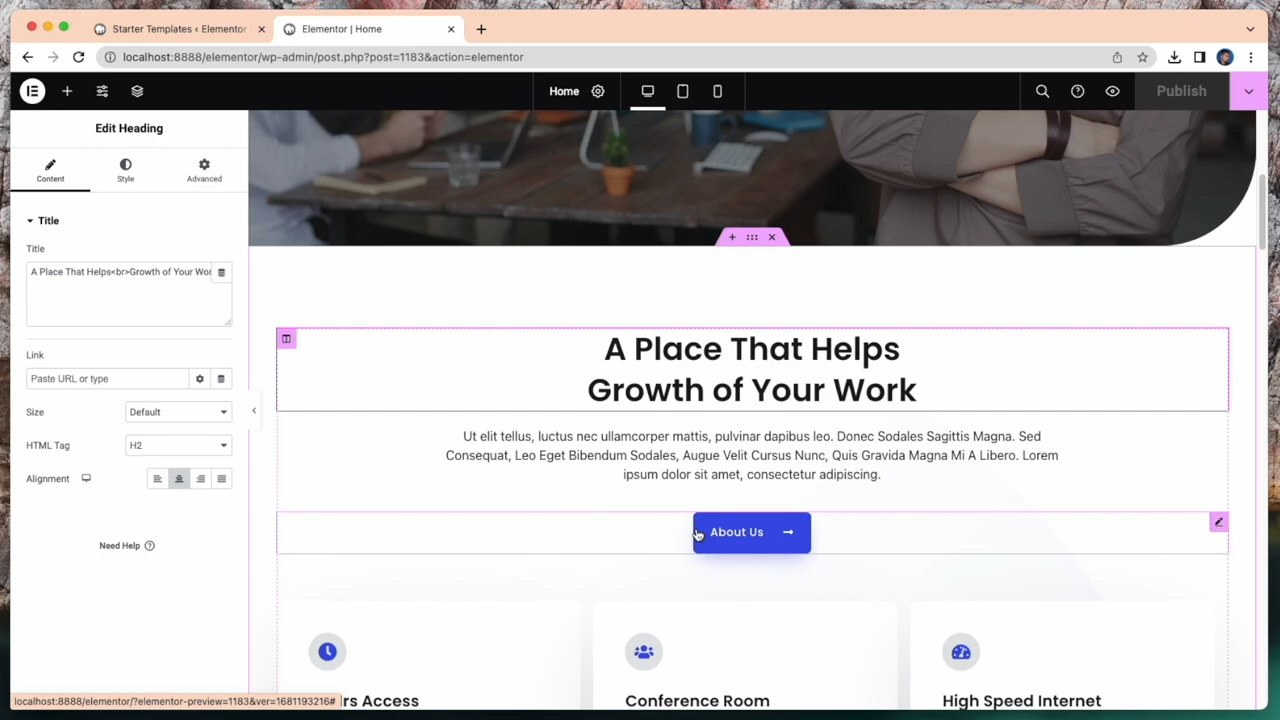 Starter Templates ‹ Elementor
Elementor | Home
localhost:8888/elementor/wp-admin/post.php?post=1183&action=elementor
Home
Publish
Edit Heading
Content
Style
Advanced
Title
Title
A Place That Helps<br>Growth of Your Wor
Link
Paste URL or type
Size
Default
HTML Tag
H2
Alignment
Need Help
A Place That Helps
Growth of Your Work
Ut elit tellus, luctus nec ullamcorper mattis, pulvinar dapibus leo. Donec Sodales Sagittis Magna. Sed
Consequat, Leo Eget Bibendum Sodales, Augue Velit Cursus Nunc, Quis Gravida Magna Mi A Libero. Lorem
ipsum dolor sit amet, consectetur adipiscing.
About Us
rs Access
Conference Room
High Speed Internet
localhost:8888/elementor/?elementor-preview=1183&ver=1681193216#